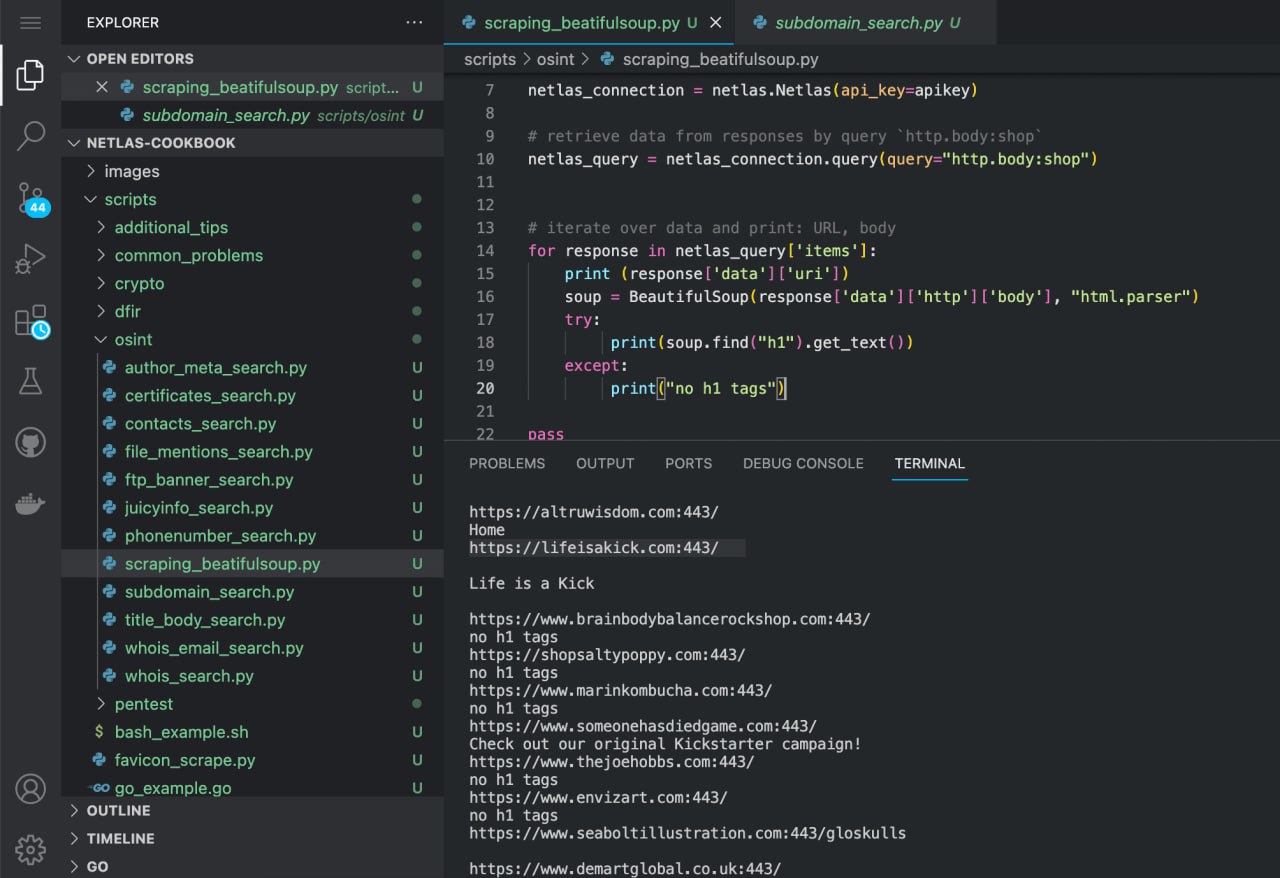 EXPLORER
...
OPEN EDITORS
scraping_beatifulsoup.py script... U
subdomain_search.py scripts/osint U
NETLAS-COOKBOOK
images
scripts
additional_tips
common_problems
crypto
dfir
osint
author_meta_search.py U
certificates_search.py U
contacts_search.py U
file_mentions_search.py U
ftp_banner_search.py U
juicyinfo_search.py U
phonenumber_search.py U
scraping_beatifulsoup.py U
subdomain_search.py U
title_body_search.py U
whois_email_search.py U
whois_search.py U
pentest
$ bash_example.sh U
favicon_scrape.py U
GO go_example.go U
OUTLINE
TIMELINE
GO
44
scraping_beatifulsoup.py U
subdomain_search.py U
scripts > osint > scraping_beatifulsoup.py
7 netlas_connection = netlas.Netlas(api_key=apikey)
8
9 # retrieve data from responses by query `http.body:shop`
10 netlas_query = netlas_connection.query(query="http.body:shop")
11
12
13 # iterate over data and print: URL, body
14 for response in netlas_query['items']:
15 print (response['data']['uri'])
16 soup = BeautifulSoup(response['data']['http']['body'], "html.parser")
17 try:
18 print(soup.find("h1").get_text())
19 except:
20 print("no h1 tags")
21
22 pass
PROBLEMS OUTPUT PORTS DEBUG CONSOLE TERMINAL
https://altruwisdom.com:443/
Home
https://lifeisakick.com:443/
Life is a Kick
https://www.brainbodybalancerockshop.com:443/
no h1 tags
https://shopsaltypoppy.com:443/
no h1 tags
https://www.marinkombucha.com:443/
no h1 tags
https://www.someonehasdiedgame.com:443/
Check out our original Kickstarter campaign!
https://www.thejoehobbs.com:443/
no h1 tags
https://www.envizart.com:443/
no h1 tags
https://www.seaboltillustration.com:443/gloskulls
https://www.demartglobal.co.uk:443/